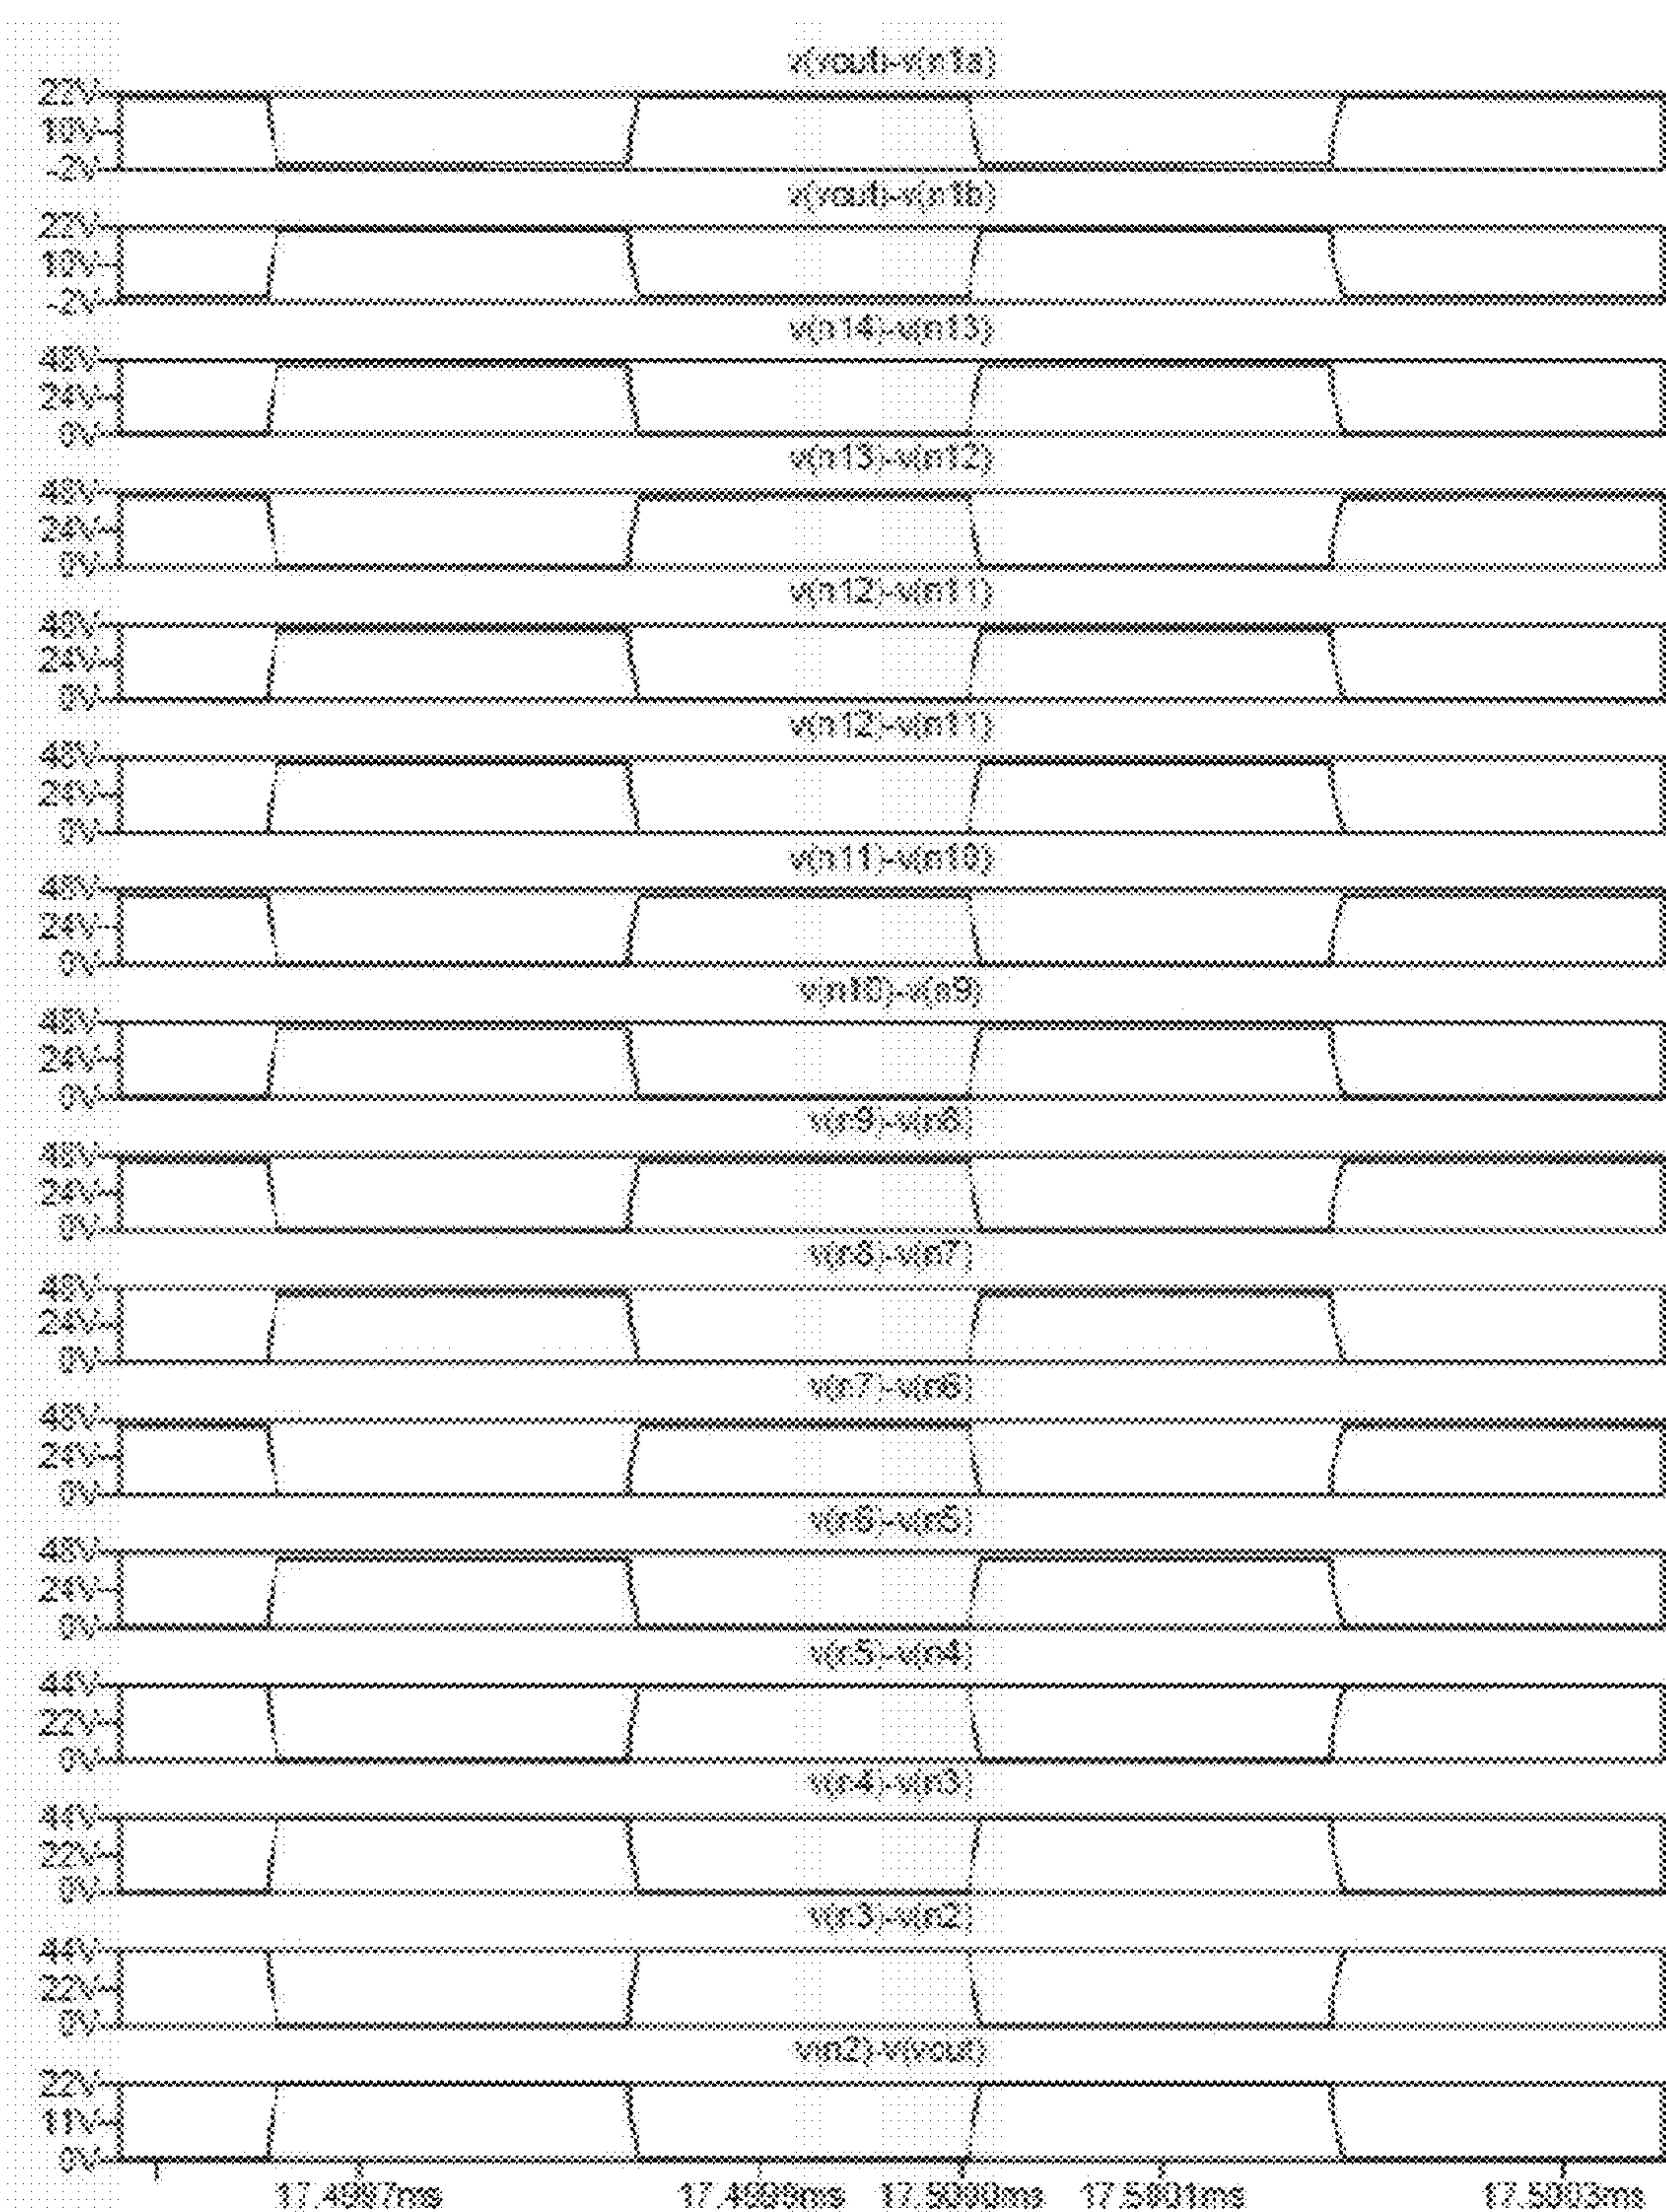 v(vout)-v(n1a)
22V
10V
-2V
v(vout)-v(n1b)
22V
10V
-2V
v(n14)-v(n13)
48V
24V
0V
v(n13)-v(n12)
48V
24V
0V
v(n12)-v(n11)
48V
24V
0V
v(n12)-v(n11)
48V
24V
0V
v(n11)-v(n10)
48V
24V
0V
v(n10)-v(n9)
48V
24V
0V
v(n9)-v(n8)
48V
24V
0V
v(n8)-v(n7)
48V
24V
0V
v(n7)-v(n6)
48V
24V
0V
v(n6)-v(n5)
48V
24V
0V
v(n5)-v(n4)
44V
22V
0V
v(n4)-v(n3)
44V
22V
0V
v(n3)-v(n2)
44V
22V
0V
v(n2)-v(vout)
22V
11V
0V
17.4997ms 17.4999ms 17.5000ms 17.5001ms 17.5003ms